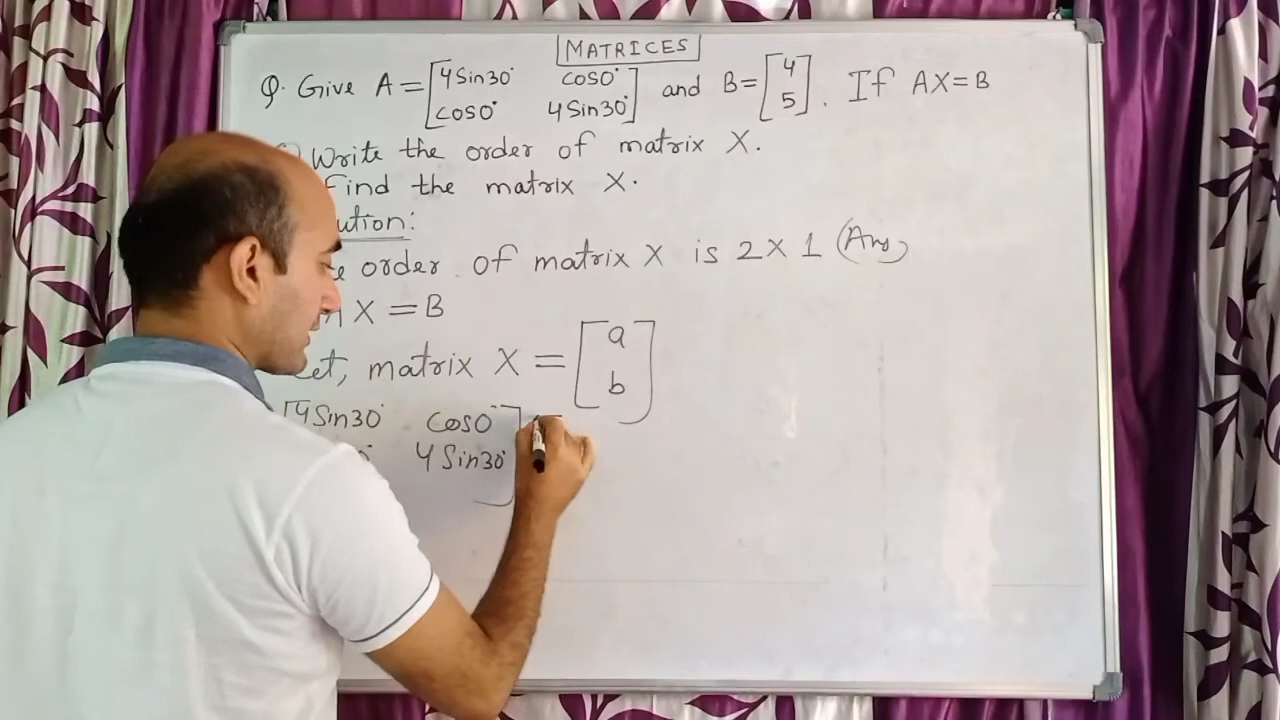 MATRICES
Q. Give A = [4Sin30° cos0° and B = [4 . If AX = B
cos0° 4Sin30°] 5]
Write the order of matrix X.
Find the matrix X.
ution:
order of matrix X is 2 X 1 (Ans)
X = B
Let, matrix X = [a
b]
[4Sin30° cos0°]
4Sin30°